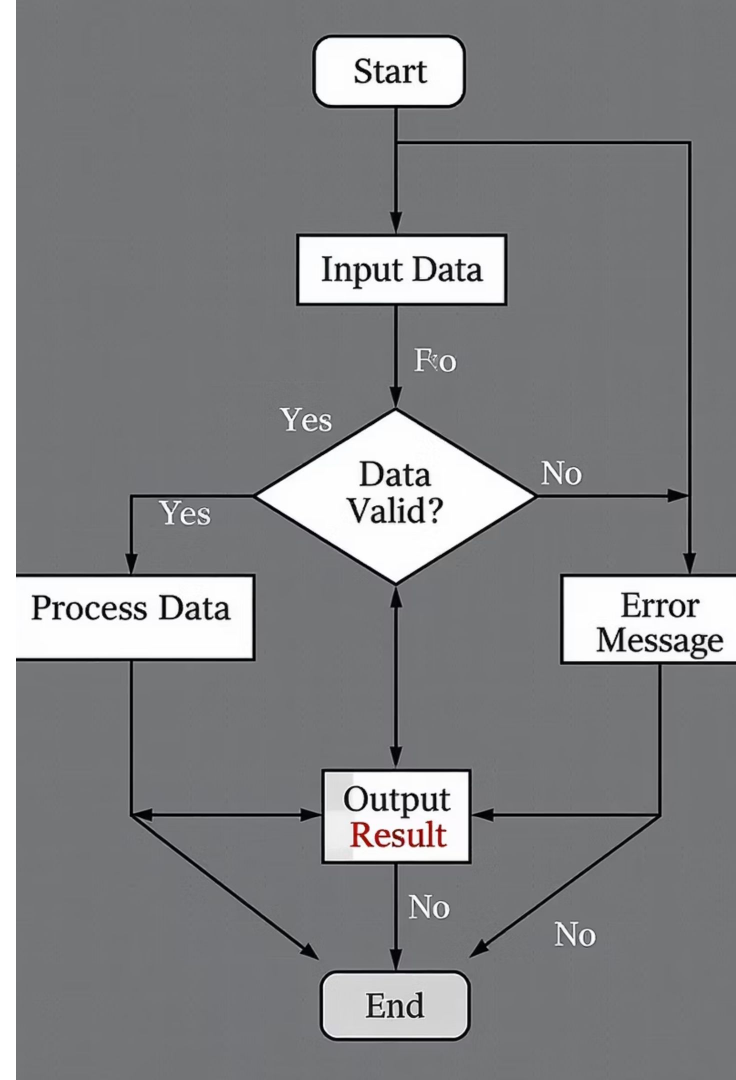 Start
Input Data
Yes
Data
Valid?
No
Yes
Process Data
Error
Message
Output
Result
No
No
End